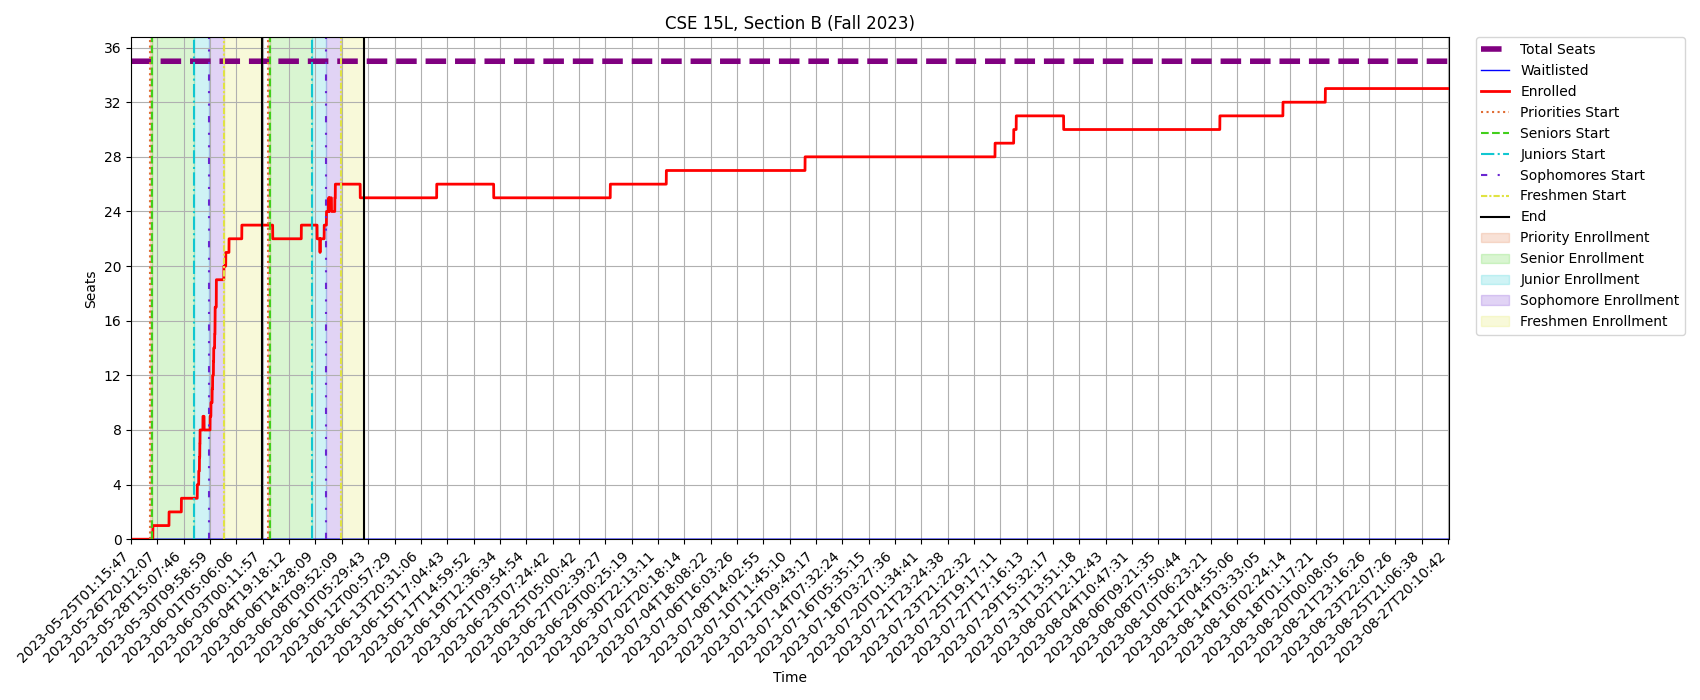 CSE 15L, Section B (Fall 2023)
36
32
28
24
20
16
12
8
4
0
Seats
2023-05-25T01:15:47
2023-05-26T20:12:07
2023-05-28T15:07:46
2023-05-30T09:58:59
2023-06-01T05:06:06
2023-06-03T00:11:57
2023-06-04T19:18:12
2023-06-06T14:28:09
2023-06-08T09:52:09
2023-06-10T05:29:43
2023-06-12T00:57:29
2023-06-13T20:31:06
2023-06-15T17:04:43
2023-06-17T14:59:52
2023-06-19T12:36:34
2023-06-21T09:54:54
2023-06-23T07:24:42
2023-06-25T05:00:42
2023-06-27T02:39:27
2023-06-29T00:25:19
2023-06-30T22:13:11
2023-07-02T20:18:14
2023-07-04T18:08:22
2023-07-06T16:03:26
2023-07-08T14:02:55
2023-07-10T11:45:10
2023-07-12T09:43:17
2023-07-14T07:32:24
2023-07-16T05:35:15
2023-07-18T03:27:36
2023-07-20T01:34:41
2023-07-21T23:24:38
2023-07-23T21:22:32
2023-07-25T19:17:11
2023-07-27T17:16:13
2023-07-29T15:32:17
2023-07-31T13:51:18
2023-08-02T12:12:43
2023-08-04T10:47:31
2023-08-06T09:21:35
2023-08-08T07:50:44
2023-08-10T06:23:21
2023-08-12T04:55:06
2023-08-14T03:33:05
2023-08-16T02:24:14
2023-08-18T01:17:21
2023-08-20T00:08:05
2023-08-21T23:16:26
2023-08-23T22:07:26
2023-08-25T21:06:38
2023-08-27T20:10:42
Time
Total Seats
Waitlisted
Enrolled
Priorities Start
Seniors Start
Juniors Start
Sophomores Start
Freshmen Start
End
Priority Enrollment
Senior Enrollment
Junior Enrollment
Sophomore Enrollment
Freshmen Enrollment